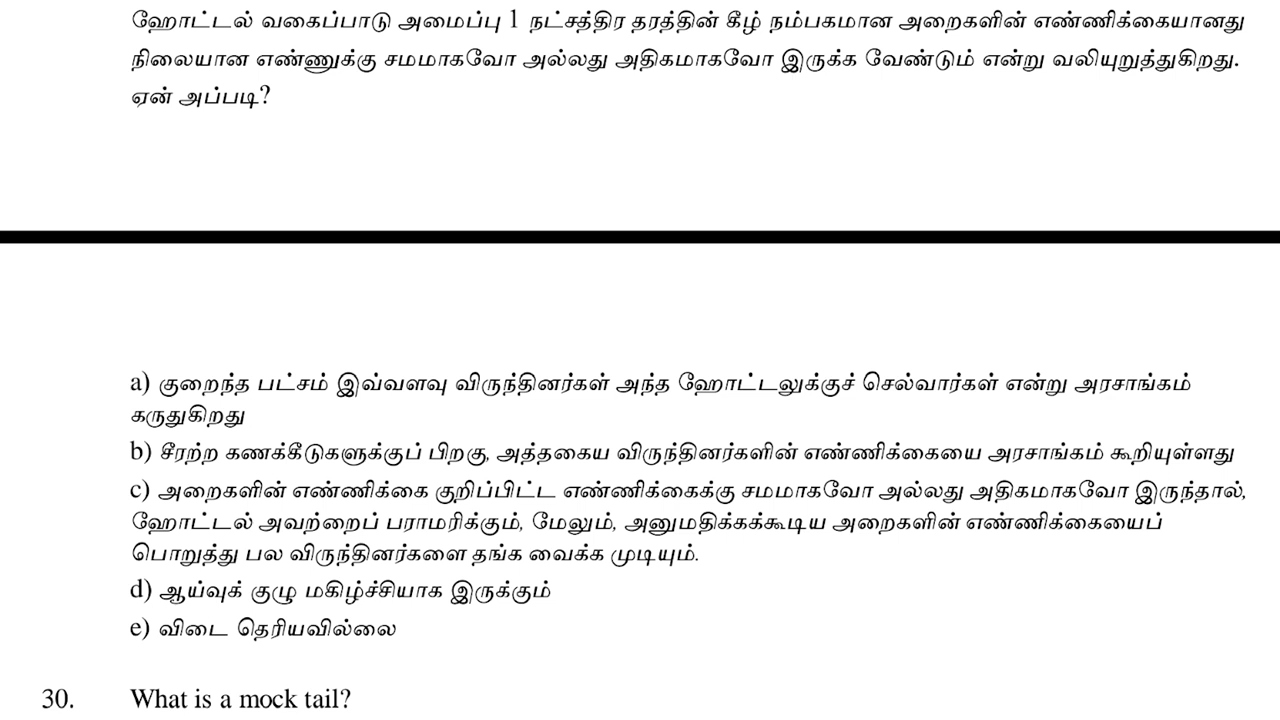 ஹோட்டல் வகைப்பாடு அமைப்பு 1 நட்சத்திர தரத்தின் கீழ் நம்பகமான அறைகளின் எண்ணிக்கையானது
நிலையான எண்ணுக்கு சமமாகவோ அல்லது அதிகமாகவோ இருக்க வேண்டும் என்று வலியுறுத்துகிறது.
ஏன் அப்படி?
a) குறைந்த பட்சம் இவ்வளவு விருந்தினர்கள் அந்த ஹோட்டலுக்குச் செல்வார்கள் என்று அரசாங்கம்
கருதுகிறது
b) சீரற்ற கணக்கீடுகளுக்குப் பிறகு, அத்தகைய விருந்தினர்களின் எண்ணிக்கையை அரசாங்கம் கூறியுள்ளது
c) அறைகளின் எண்ணிக்கை குறிப்பிட்ட எண்ணிக்கைக்கு சமமாகவோ அல்லது அதிகமாகவோ இருந்தால்,
ஹோட்டல் அவற்றைப் பராமரிக்கும், மேலும், அனுமதிக்கக்கூடிய அறைகளின் எண்ணிக்கையைப்
பொறுத்து பல விருந்தினர்களை தங்க வைக்க முடியும்.
d) ஆய்வுக் குழு மகிழ்ச்சியாக இருக்கும்
e) விடை தெரியவில்லை
30. What is a mock tail?